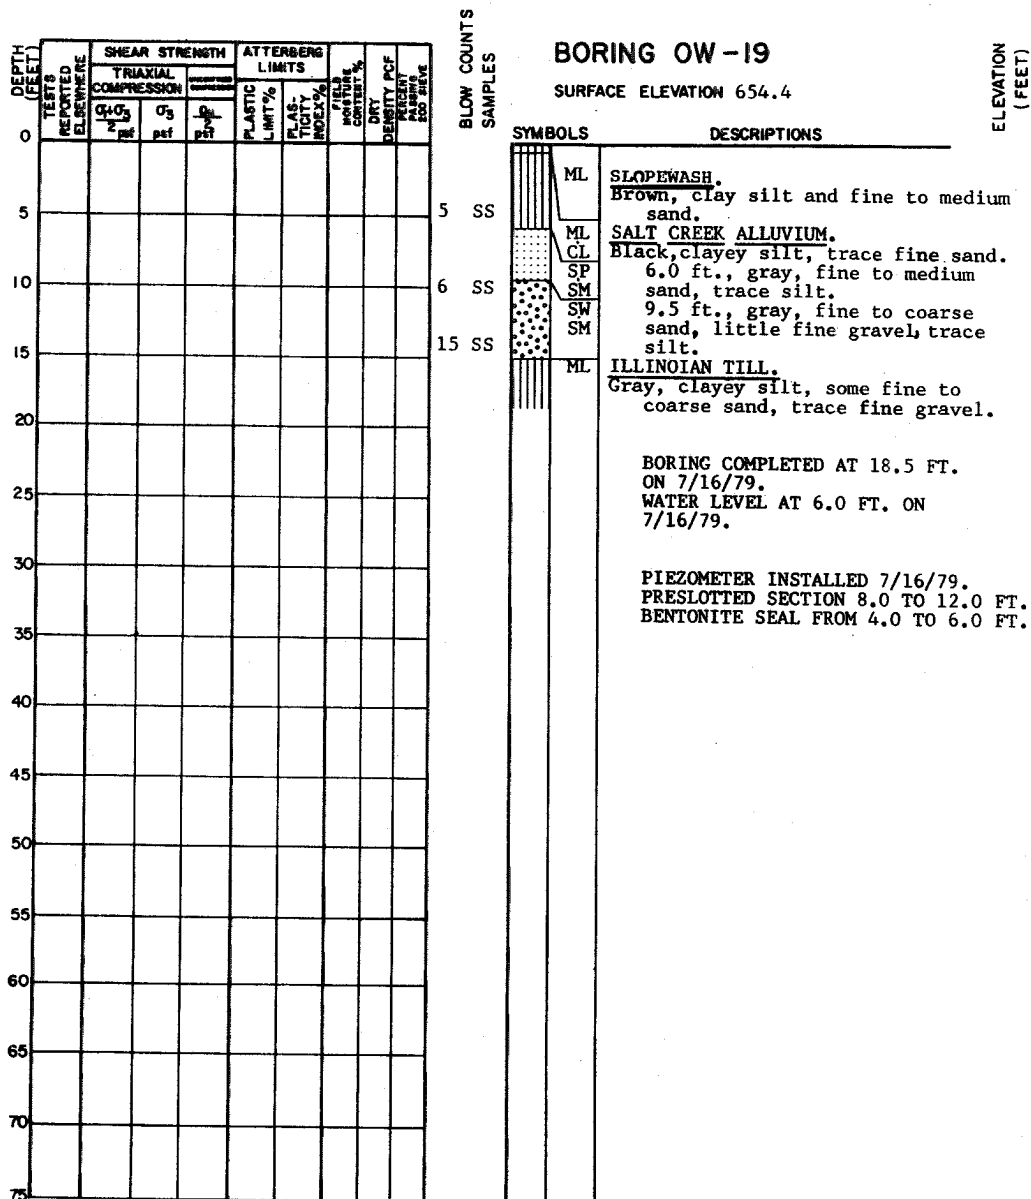 BORING OW-19
SURFACE ELEVATION 654.4
ELEVATION
(FEET)
DEPTH
(FEET)
TESTS
REPORTED
ELSEWHERE
SHEAR STRENGTH
TRIAXIAL
COMPRESSION
σ₁+σ₃
2
psf
σ₃
psf
psf
ATTERBERG
LIMITS
PLASTIC
LIMIT%
PLAS-
TICITY
INDEX%
FIELD
MOISTURE
CONTENT %
DRY
DENSITY PCF
PERCENT
PASSING
200 SIEVE
BLOW COUNTS
SAMPLES
SYMBOLS
DESCRIPTIONS
0
5
10
15
20
25
30
35
40
45
50
55
60
65
70
75
5 SS
6 SS
15 SS
ML
ML
CL
SP
SM
SW
SM
ML
SLOPEWASH.
Brown, clay silt and fine to medium
sand.
SALT CREEK ALLUVIUM.
Black,clayey silt, trace fine sand.
6.0 ft., gray, fine to medium
sand, trace silt.
9.5 ft., gray, fine to coarse
sand, little fine gravel, trace
silt.
ILLINOIAN TILL.
Gray, clayey silt, some fine to
coarse sand, trace fine gravel.
BORING COMPLETED AT 18.5 FT.
ON 7/16/79.
WATER LEVEL AT 6.0 FT. ON
7/16/79.
PIEZOMETER INSTALLED 7/16/79.
PRESLOTTED SECTION 8.0 TO 12.0 FT.
BENTONITE SEAL FROM 4.0 TO 6.0 FT.